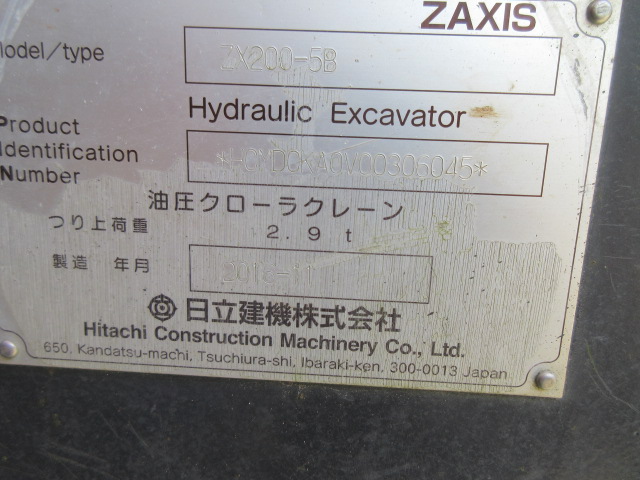 ZAXIS
Model/type ZX200-5B
Hydraulic Excavator
Product
Identification
Number
つり上荷重 油圧クローラクレーン
2.9t
製造 年月
日立建機株式会社
Hitachi Construction Machinery Co., Ltd.
650, Kandatsu-machi, Tsuchiura-shi, Ibaraki-ken, 300-0013 Japan